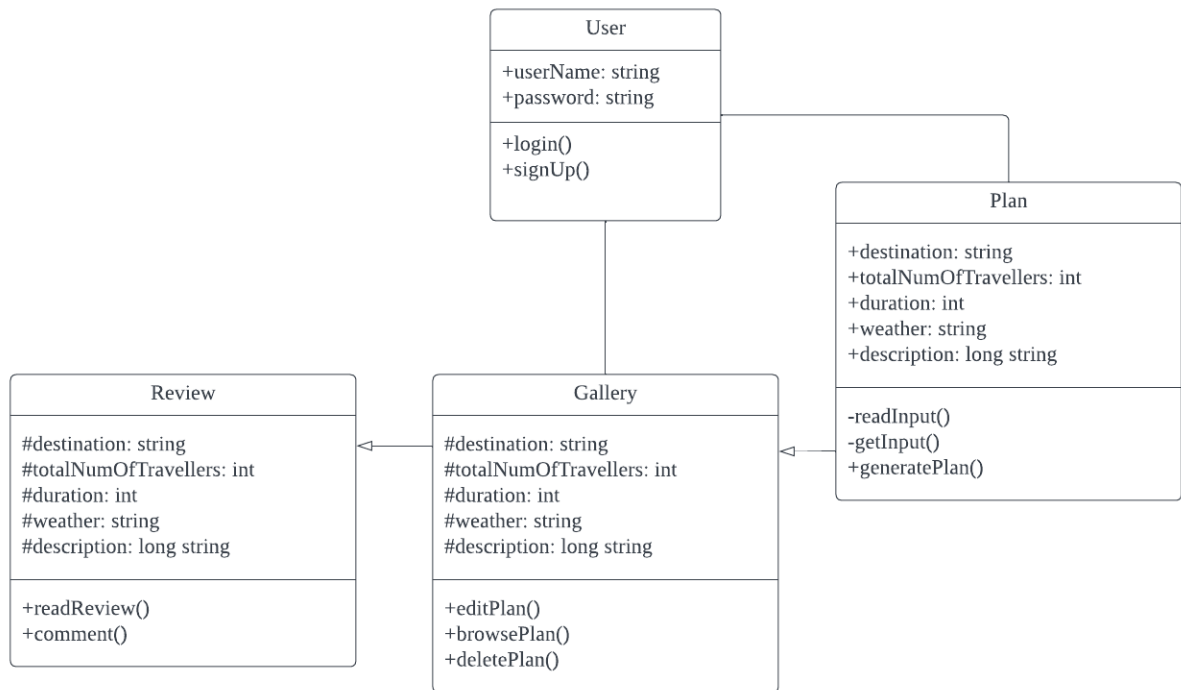 User
+userName: string
+password: string
+login()
+signUp()
Plan
+destination: string
+totalNumOfTravellers: int
+duration: int
+weather: string
+description: long string
-readInput()
-getInput()
+generatePlan()
Review
#destination: string
#totalNumOfTravellers: int
#duration: int
#weather: string
#description: long string
+readReview()
+comment()
Gallery
#destination: string
#totalNumOfTravellers: int
#duration: int
#weather: string
#description: long string
+editPlan()
+browsePlan()
+deletePlan()